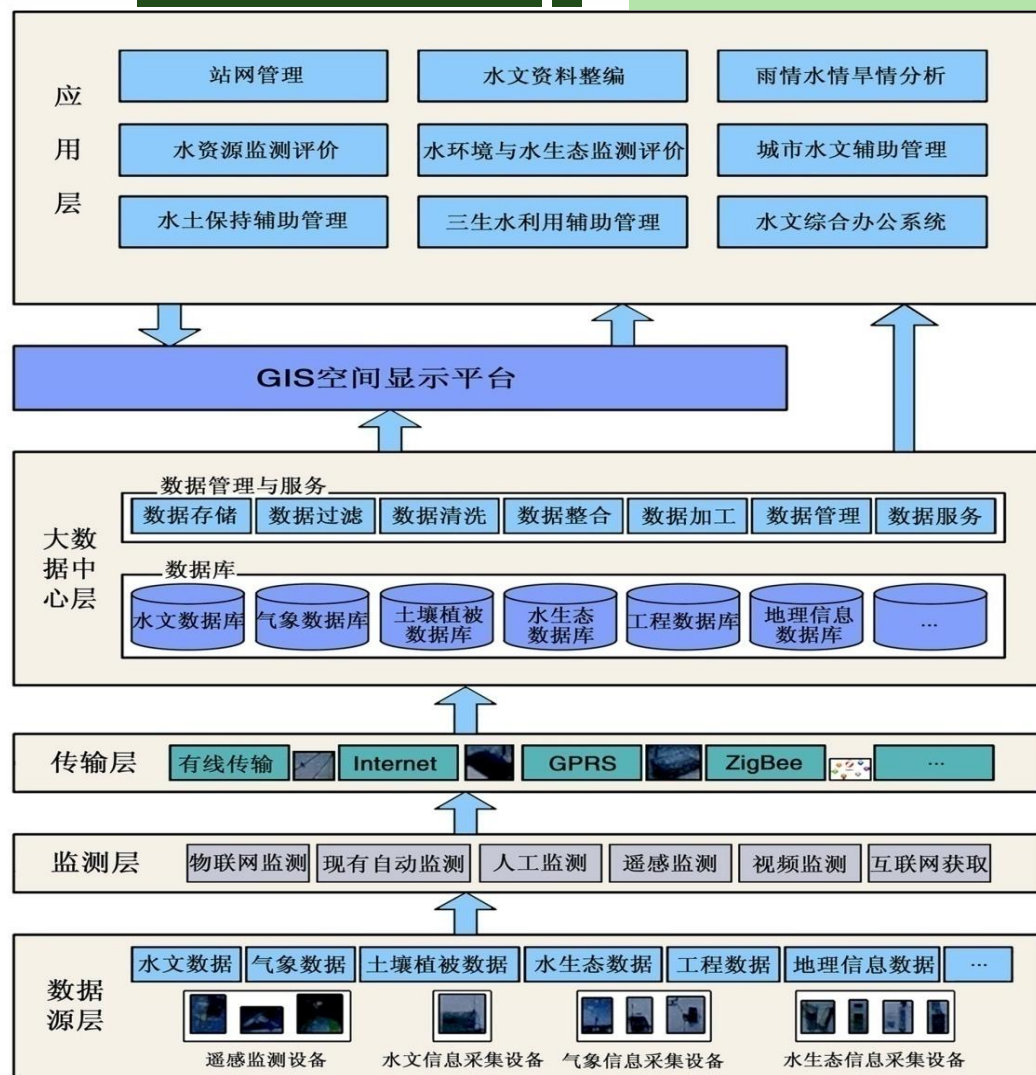 应
用
层
站网管理
水文资料整编
雨情水情旱情分析
水资源监测评价
水环境与水生态监测评价
城市水文辅助管理
水土保持辅助管理
三生水利用辅助管理
水文综合办公系统
GIS空间显示平台
大数
据中
心层
数据管理与服务
数据存储
数据过滤
数据清洗
数据整合
数据加工
数据管理
数据服务
数据库
水文数据库
气象数据库
土壤植被
数据库
水生态
数据库
工程数据库
地理信息
数据库
...
传输层
有线传输
Internet
GPRS
ZigBee
...
监测层
物联网监测
现有自动监测
人工监测
遥感监测
视频监测
互联网获取
数据
源层
水文数据
气象数据
土壤植被数据
水生态数据
工程数据
地理信息数据
...
遥感监测设备
水文信息采集设备
气象信息采集设备
水生态信息采集设备